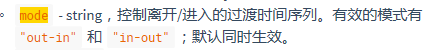 mode - string，控制离开/进入的过渡时间序列。有效的模式有
"out-in" 和 "in-out"；默认同时生效。